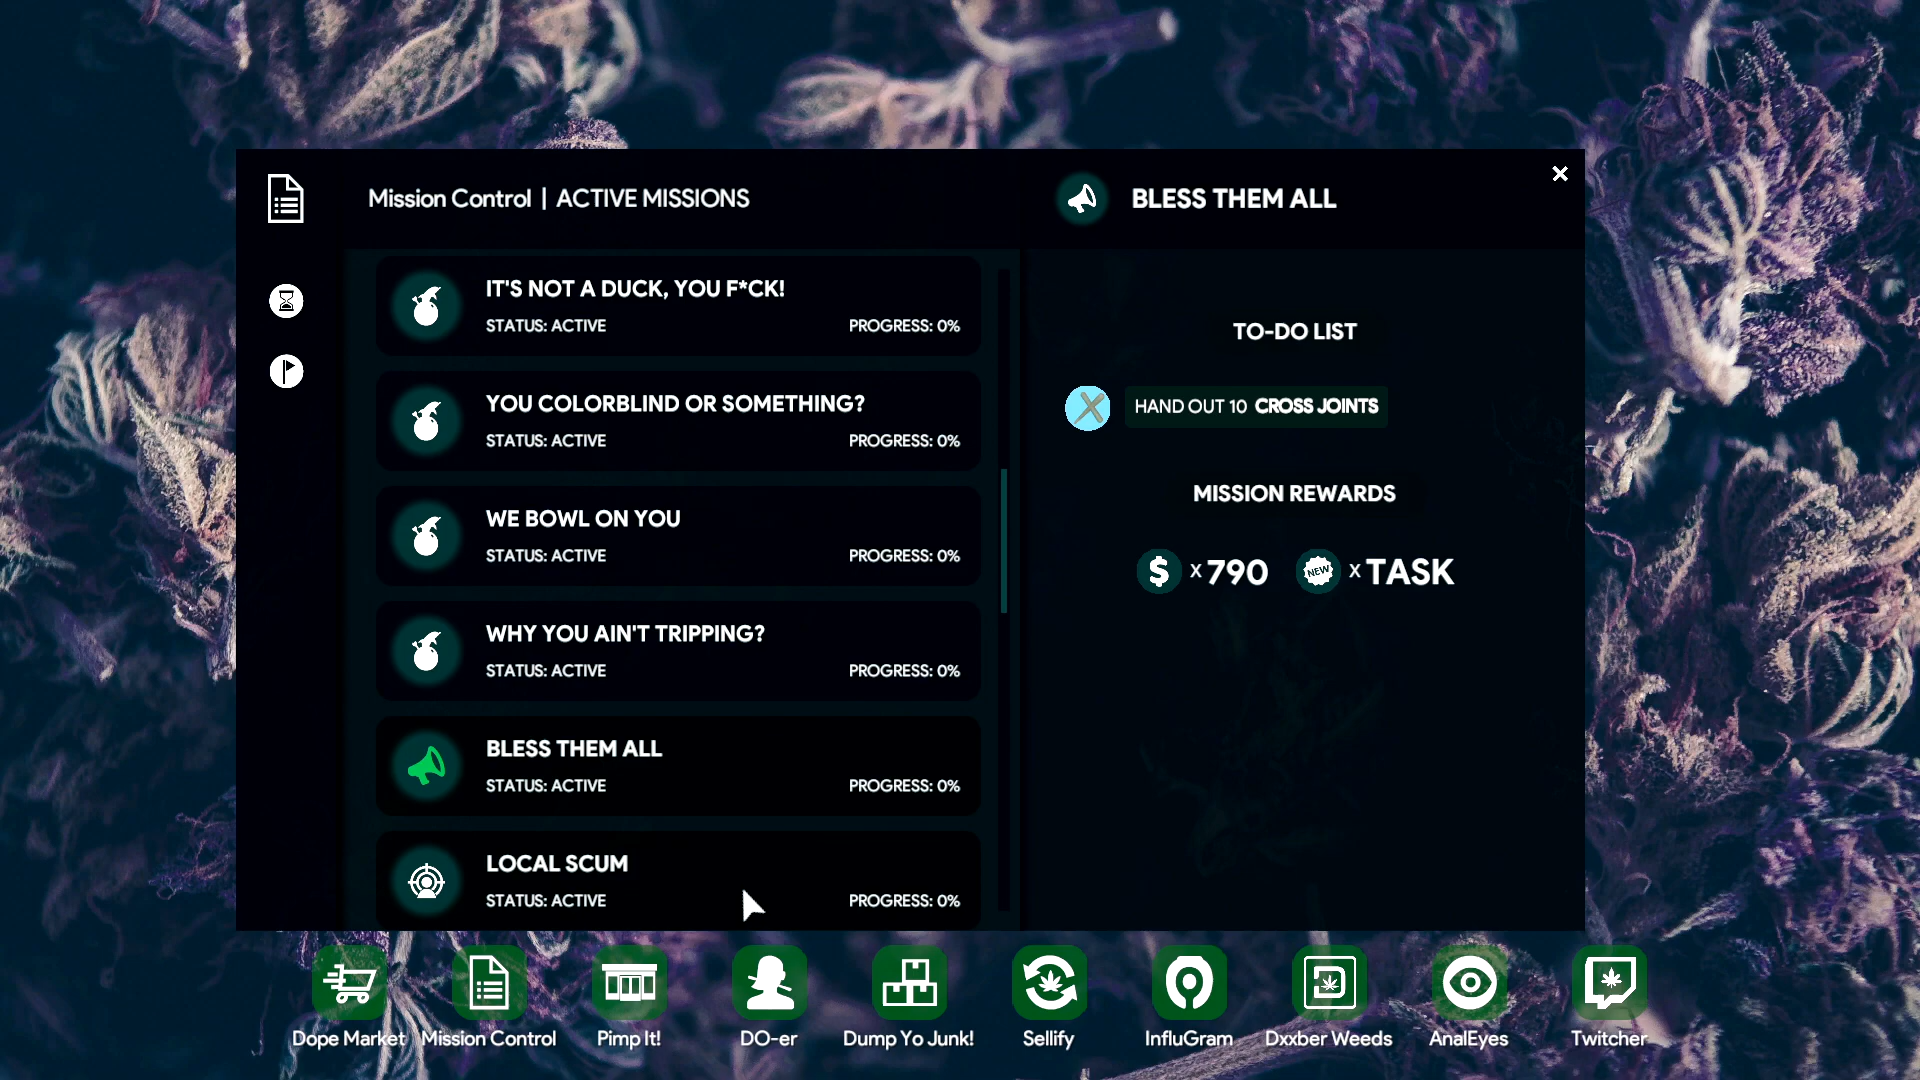 Mission Control | ACTIVE MISSIONS
IT'S NOT A DUCK, YOU F*CK!
STATUS: ACTIVE PROGRESS: 0%
YOU COLORBLIND OR SOMETHING?
STATUS: ACTIVE PROGRESS: 0%
WE BOWL ON YOU
STATUS: ACTIVE PROGRESS: 0%
WHY YOU AIN'T TRIPPING?
STATUS: ACTIVE PROGRESS: 0%
BLESS THEM ALL
STATUS: ACTIVE PROGRESS: 0%
LOCAL SCUM
STATUS: ACTIVE PROGRESS: 0%
BLESS THEM ALL
TO-DO LIST
HAND OUT 10 CROSS JOINTS
MISSION REWARDS
$ x 790 NEW x TASK
Dope Market Mission Control Pimp It! DO-er Dump Yo Junk! Sellify InfluGram Dxxber Weeds AnalEyes Twitcher